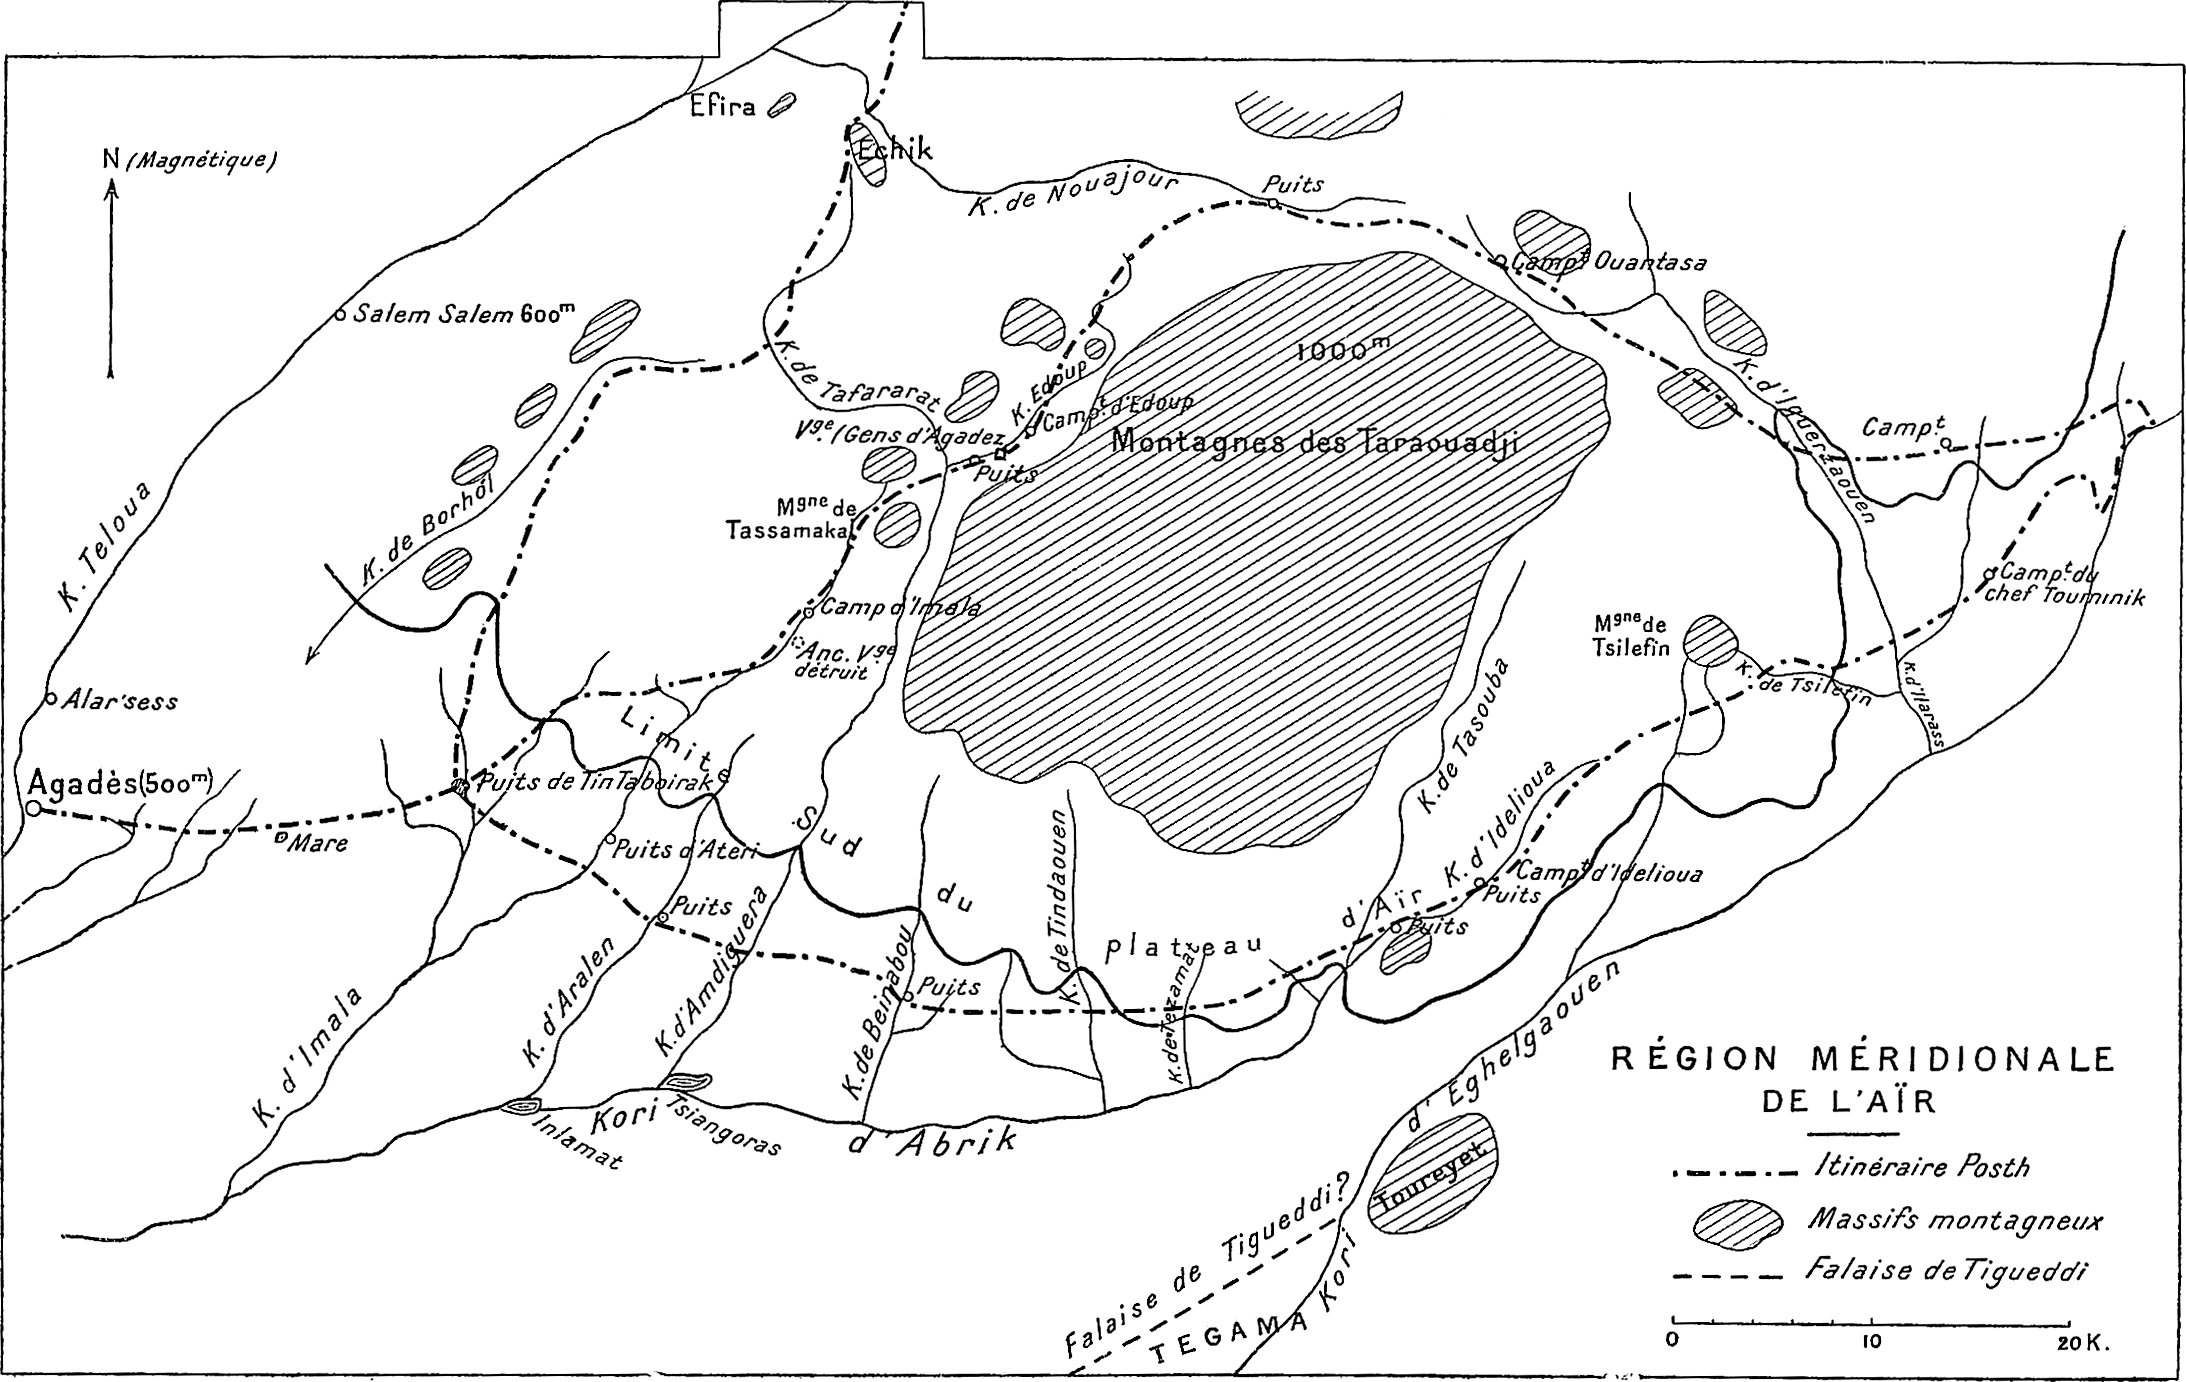 Efira
Echik
N (Magnétique)
K. de Nouajour
Puits
Campt Ouantasa
Salem Salem 600m
K. de Tafararat
1000m
K. Edoup
Campt. d'Edoup
K. d'Iguerzaouen
Vge. (Gens d'Agadez
Puits
Montagnes des Taraouadji
Campt
K. Teloua
K. de Borhol
Mgne de
Tassamakal
Camp d'Imala
Anc. Vge
détruit
Campt. du
chef Touminik
Mgne de
Tsilefin
K. de Tsilefin
K. d'Ilarass
Alar'sess
Agadès (500m)
Mare
Puits de Tin Taboirak
Limite Sud du plateau d'Aïr
Puits d'Ateri
Puits
K. de Tasouba
K. d'Idelioua
Campt d'Idelioua
Puits
Puits
K. d'Imala
K. d'Aralen
K. d'Amdiguera
K. de Beinabou
Puits
K. de Tindaouen
K. de Tezamat
Kori d'Abrik
Inlamat
Tsiangoras
Kori d'Eghelgaouen
Toureyet
Falaise de Tigueddi?
TEGAMA
RÉGION MÉRIDIONALE
DE L'AÏR
Itinéraire Posth
Massifs montagneux
Falaise de Tigueddi
0 10 20 K.